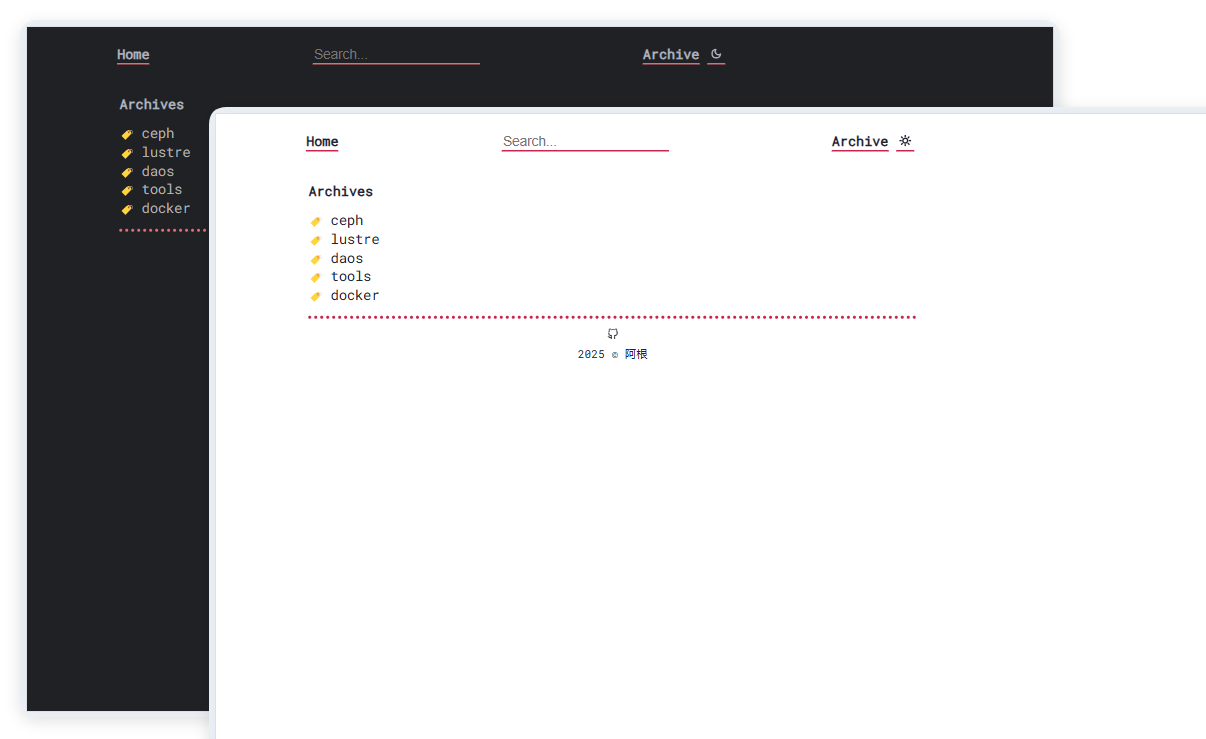 Home Search... Archive
Archives
ceph
lustre
daos
tools
docker
Home Search... Archive
Archives
ceph
lustre
daos
tools
docker
2025 © 阿根